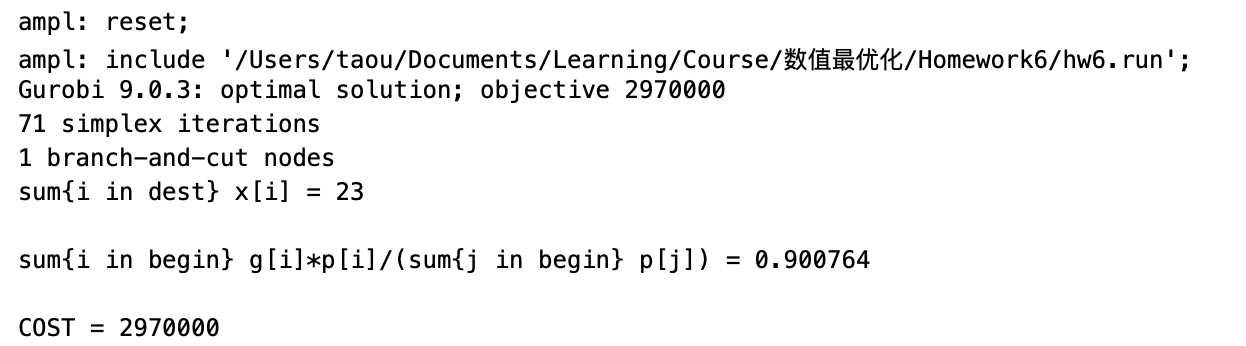 ampl: reset;
ampl: include '/Users/taou/Documents/Learning/Course/数值最优化/Homework6/hw6.run';
Gurobi 9.0.3: optimal solution; objective 2970000
71 simplex iterations
1 branch-and-cut nodes
sum{i in dest} x[i] = 23
sum{i in begin} g[i]*p[i]/(sum{j in begin} p[j]) = 0.900764
COST = 2970000